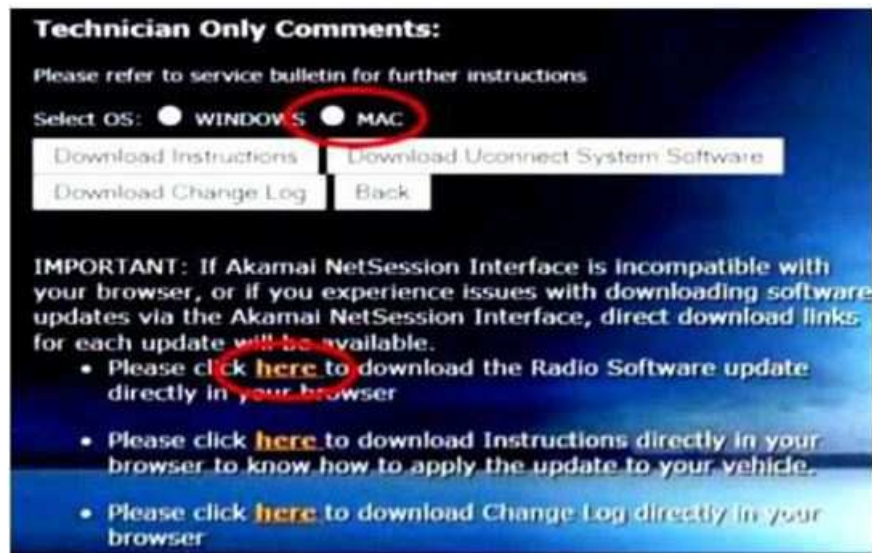 Technician Only Comments:
Please refer to service bulletin for further instructions
Select OS: WINDOWS MAC
Download Instructions Download Uconnect System Software
Download Change Log Back
IMPORTANT: If Akamai NetSession Interface is incompatible with
your browser, or if you experience issues with downloading software
updates via the Akamai NetSession Interface, direct download links
for each update will be available.
• Please click here to download the Radio Software update
directly in your browser
• Please click here to download Instructions directly in your
browser to know how to apply the update to your vehicle.
• Please click here to download Change Log directly in your
browser